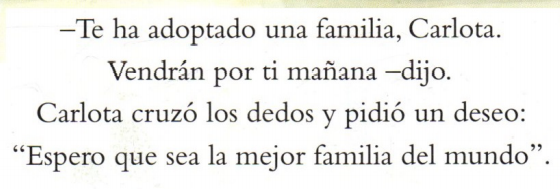 –Te ha adoptado una familia, Carlota.
Vendrán por ti mañana –dijo.
Carlota cruzó los dedos y pidió un deseo:
“Espero que sea la mejor familia del mundo”.